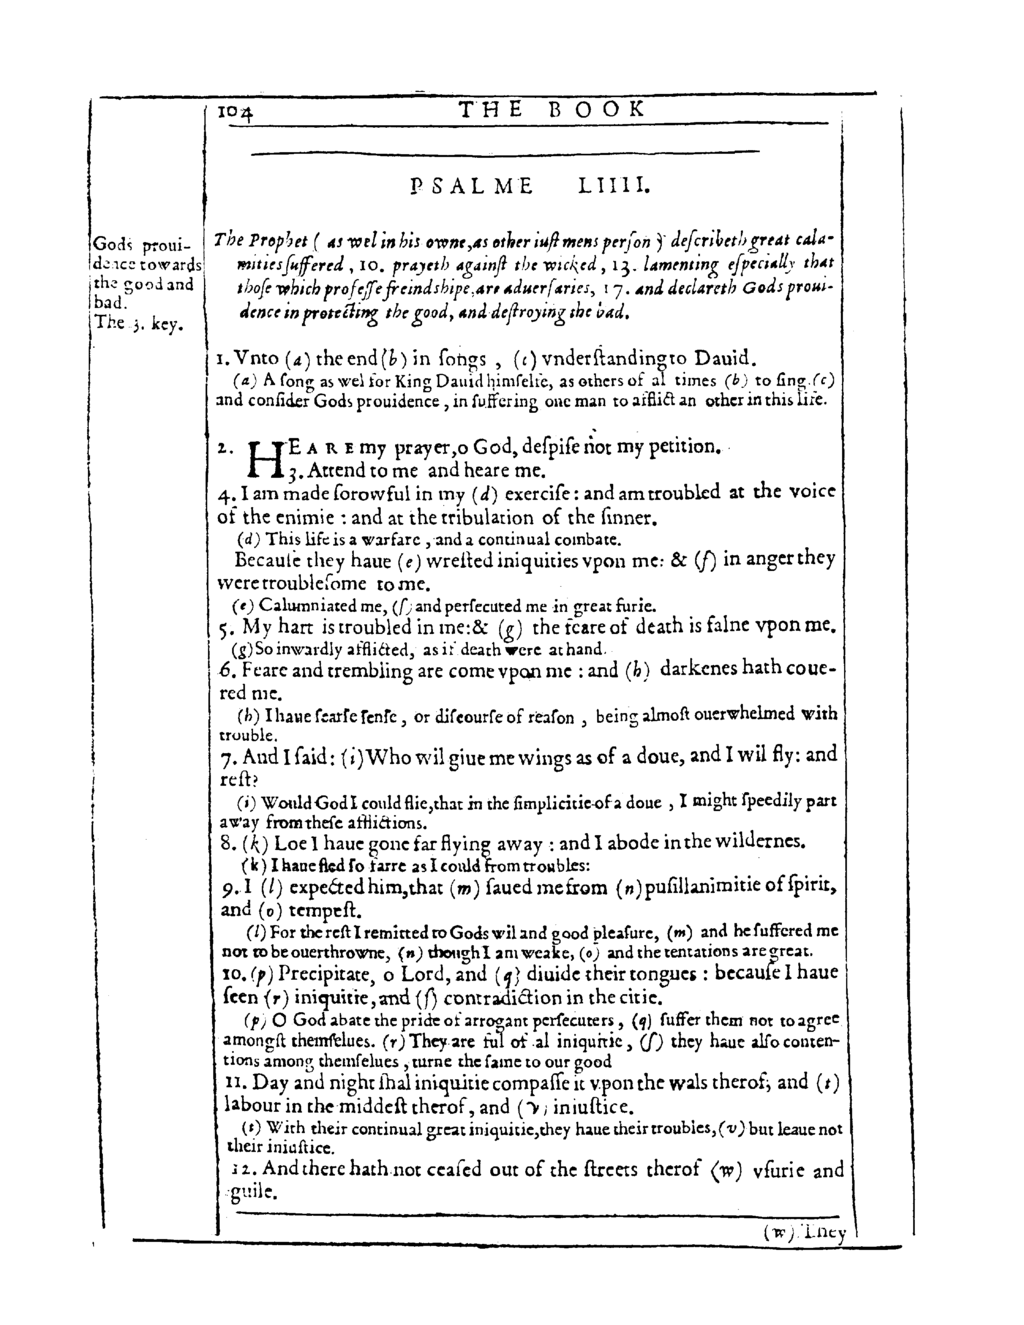 104 THE BOOK
PSALME LIIII.
Gods proui-
dence towards
the good and
bad.
The 3. key.
The Prophet ( as wel in his owne, as other iuſt mens perſon ) deſcribeth great cala-
mities ſuffered, 10. prayeth againſt the wicked, 13. lamenting eſpecially that
thoſe which profeſſe freindshipe, are aduerſaries, 17. and declareth Gods proui-
dence in protecting the good, and deſtroying the bad.
1. Vnto (a) the end (b) in ſongs, (c) vnderſtanding to Dauid.
(a) A ſong as wel for King Dauid himſelfe, as others of al times (b) to ſing (c)
and conſider Gods prouidence, in ſuffering one man to afflict an other in this life.
2. HEARE my prayer, o God, deſpiſe not my petition.
3. Attend to me and heare me.
4. I am made ſorowful in my (d) exerciſe: and am troubled at the voice
of the enimie: and at the tribulation of the ſinner.
(d) This life is a warfare, and a continual combate.
Becauſe they haue (e) wreſted iniquities vpon me: & (f) in anger they
were troubleſome to me.
(e) Calumniated me, (f) and perſecuted me in great furie.
5. My hart is troubled in me: & (g) the feare of death is falne vpon me.
(g) So inwardly afflicted, as if death were at hand.
6. Feare and trembling are come vpon me: and (h) darkenes hath coue-
red me.
(h) I haue ſearſe ſenſe, or diſcourſe of reaſon, being almoſt ouerwhelmed with
trouble.
7. And I ſaid: (i) Who wil giue me wings as of a doue, and I wil fly: and
reſt?
(i) Would God I could flie, that in the ſimplicitie of a doue, I might ſpeedily part
away from theſe afflictions.
8. (k) Loe I haue gone far flying away: and I abode in the wildernes.
(k) I haue fled ſo farre as I could from troubles:
9. I (l) expected him, that (m) ſaued me from (n) puſillanimitie of ſpirit,
and (o) tempeſt.
(l) For the reſt I remitted to Gods wil and good pleaſure, (m) and he ſuffered me
not to be ouerthrowne, (n) though I am weake, (o) and the tentations are great.
10. (p) Precipitate, o Lord, and (q) diuide their tongues: becauſe I haue
ſeen (r) iniquitie, and (ſ) contradiction in the citie.
(p) O God abate the pride of arrogant perſecuters, (q) ſuffer them not to agree
amongſt themſelues. (r) They are ful of al iniquitie, (ſ) they haue alſo conten-
tions among themſelues, turne the ſame to our good
11. Day and night ſhal iniquitie compaſſe it vpon the wals therof; and (t)
labour in the middeſt therof, and (v) iniuſtice.
(t) With their continual great iniquitie, they haue their troubles, (v) but leaue not
their iniuſtice.
12. And there hath not ceaſed out of the ſtreets therof (w) vſurie and
guile.
(w) They